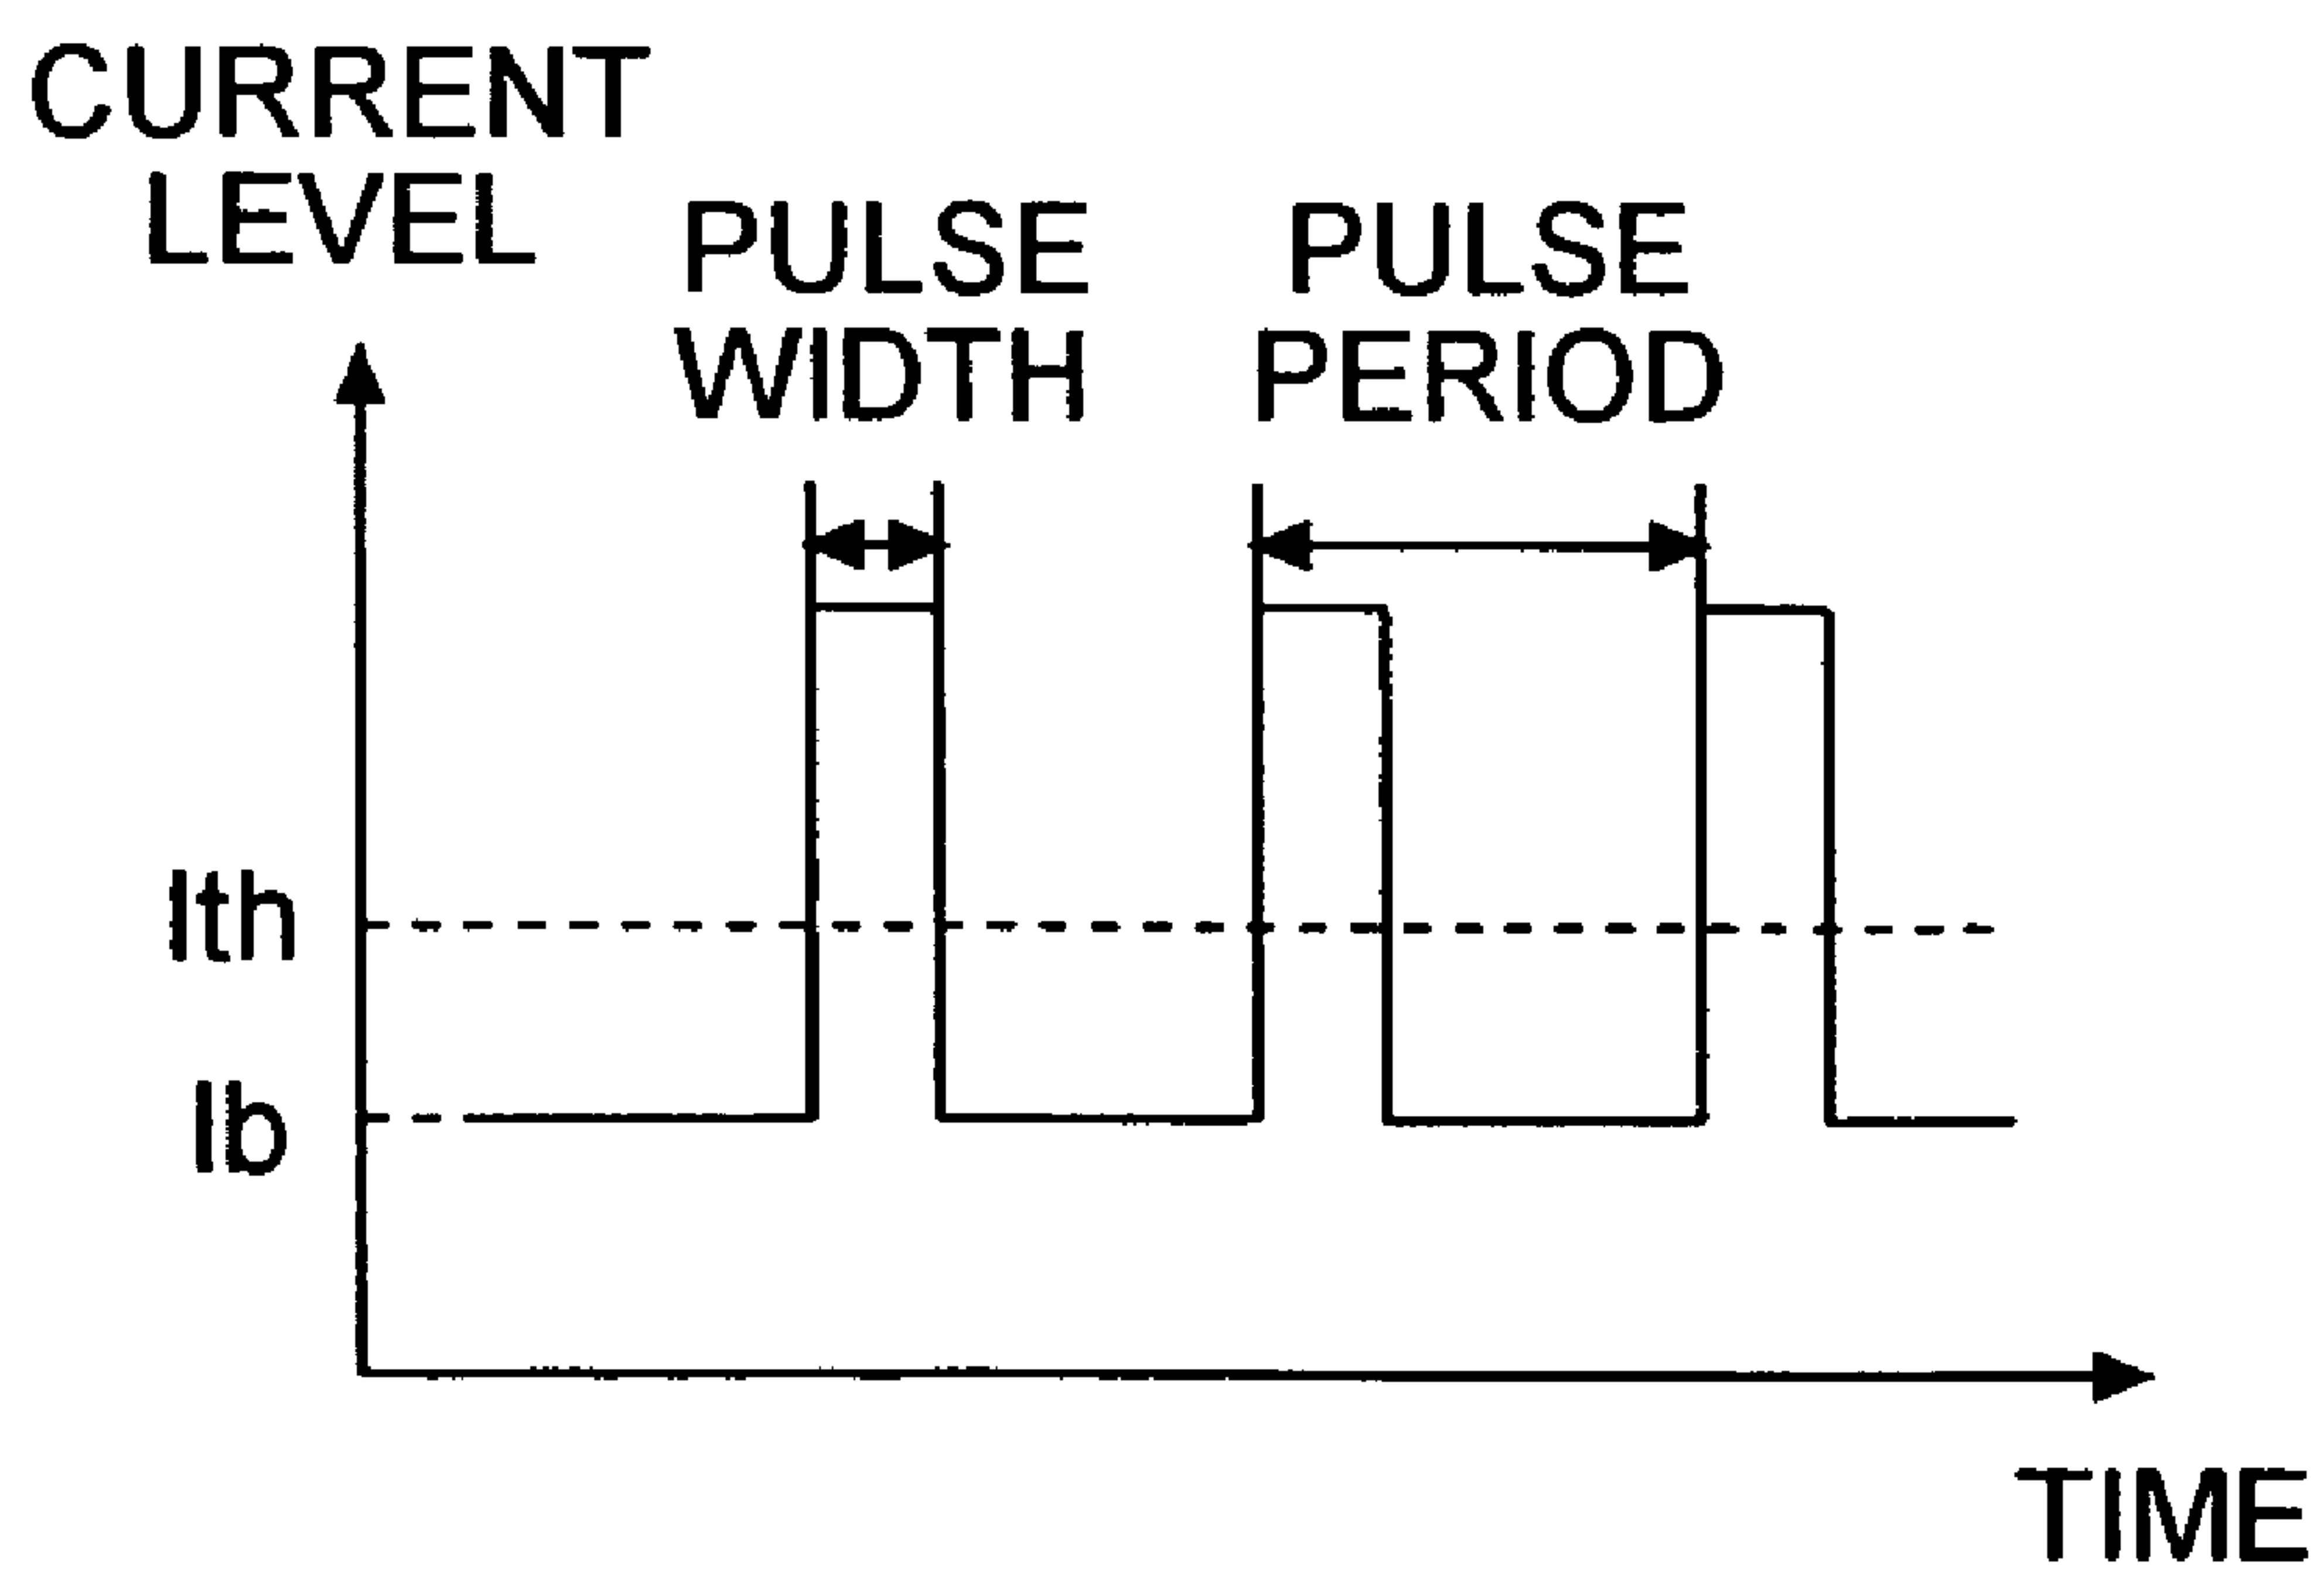 CURRENT
LEVEL
PULSE
WIDTH
PULSE
PERIOD
Ith
Ib
TIME